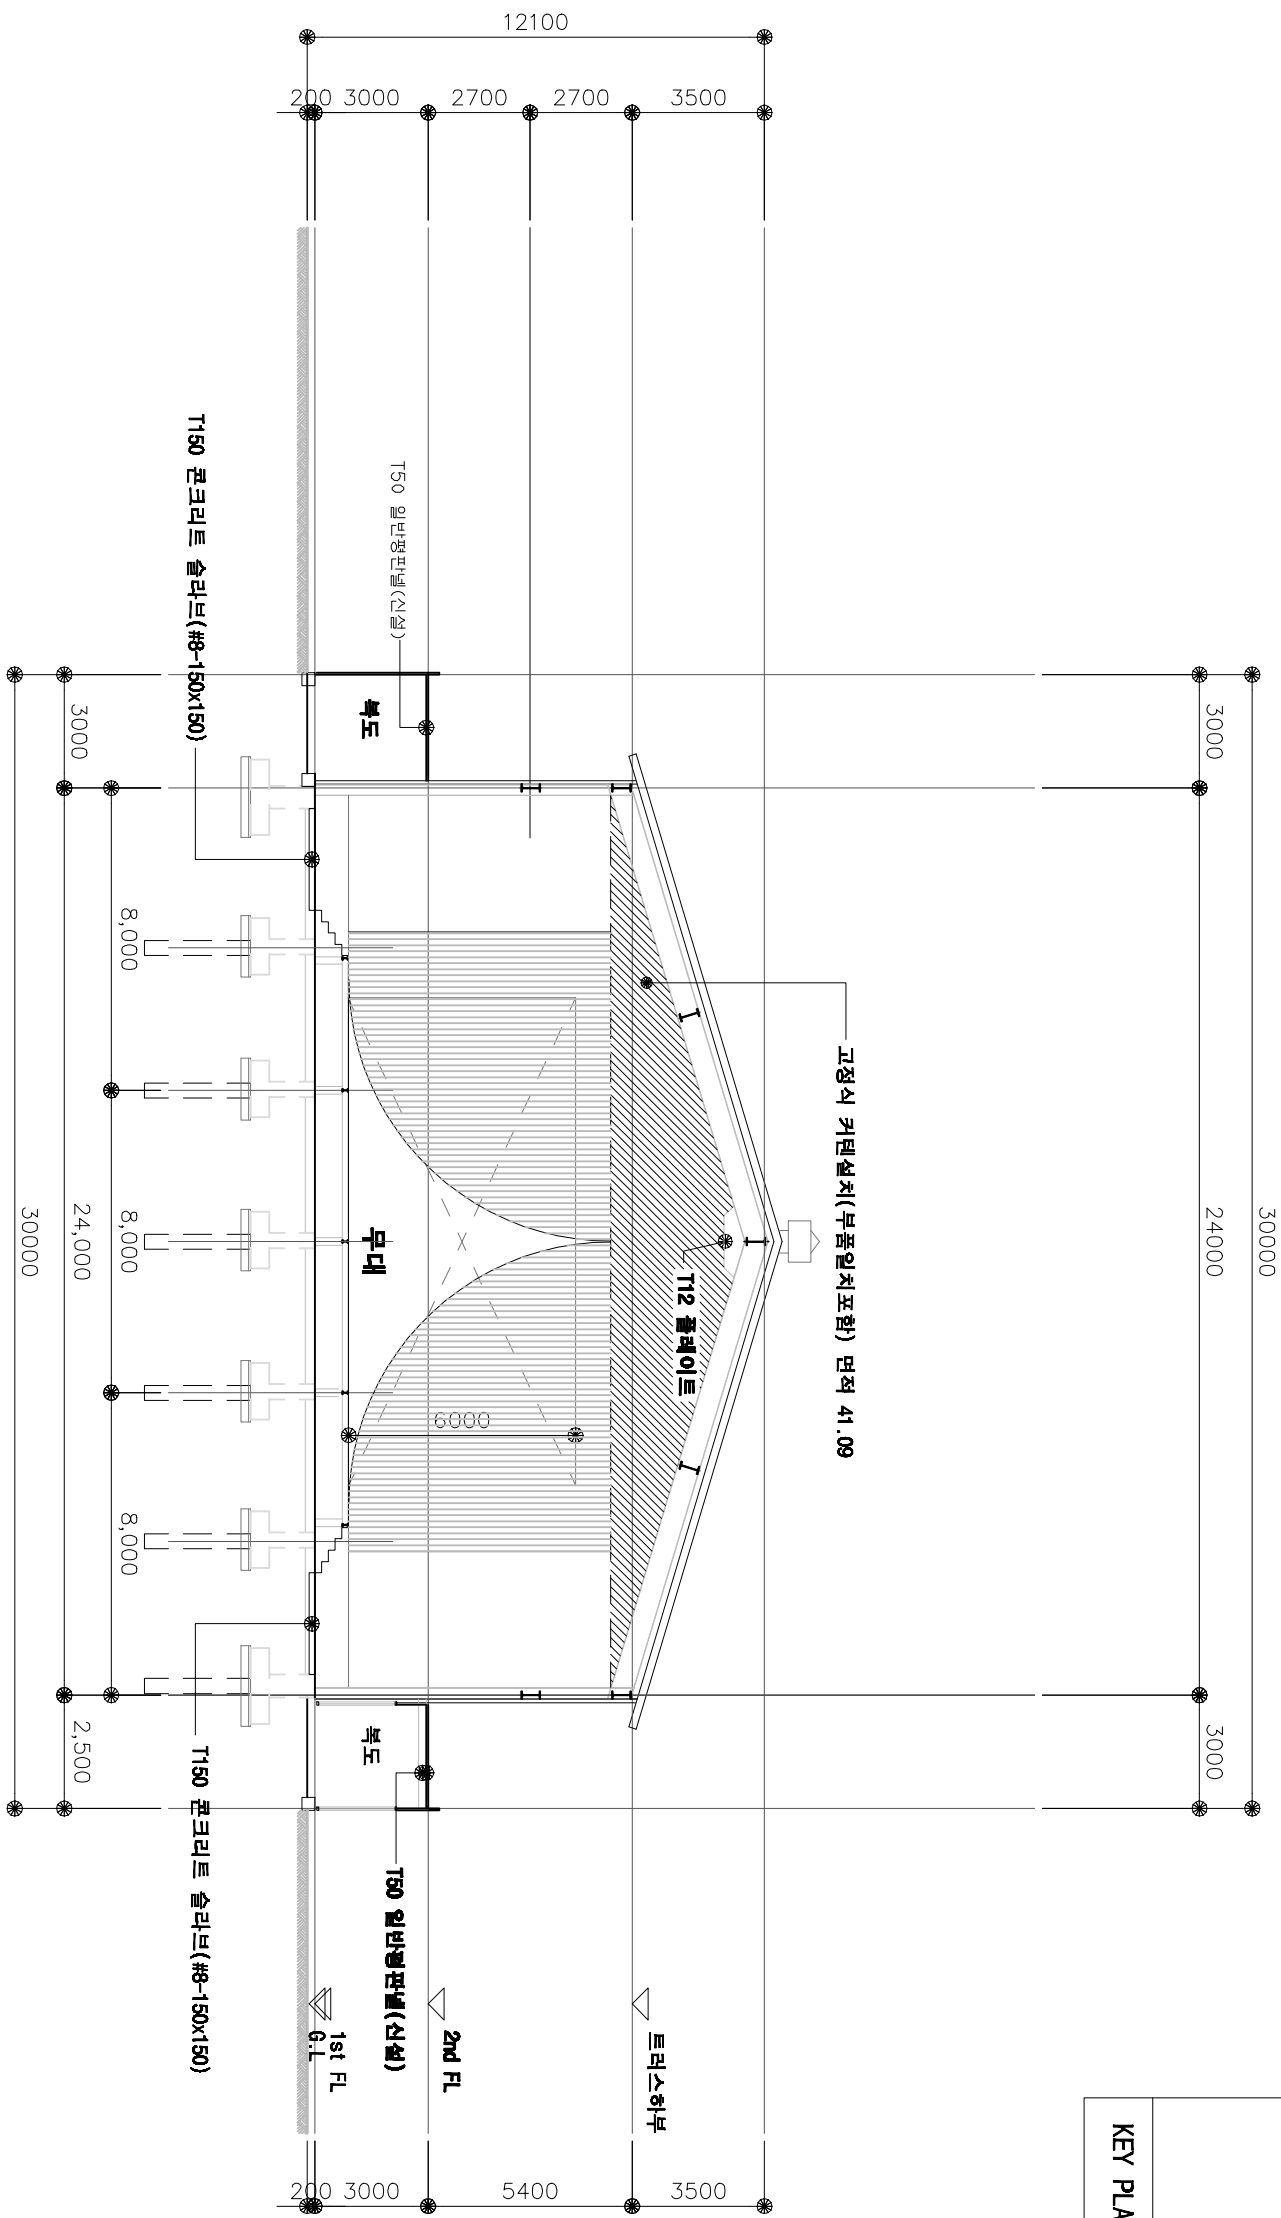 30000
3000
24000
3000
고정식 커텐설치(부품일치포함) 면적 41.09
T12 플레이트
트러스하부
2nd FL
1st FL
G.L
T50 일반평판넬(신설)
T50 일반평판넬(신설)
복도
무대
복도
6000
T150 콘크리트 슬라브(#8-150x150)
T150 콘크리트 슬라브(#8-150x150)
8,000
8,000
8,000
3000
24,000
2,500
30000
12100
200
3000
2700
2700
3500
200
3000
5400
3500
KEY PLA